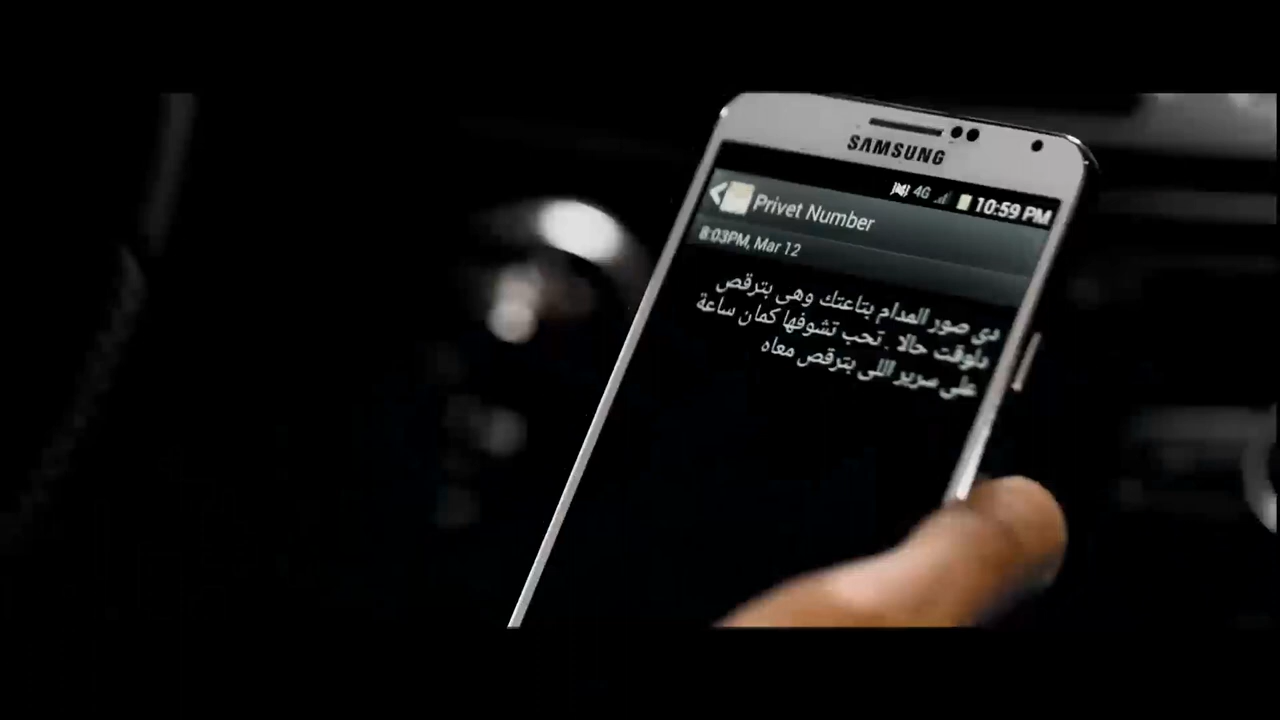 SAMSUNG
4G 10:59 PM
Privet Number
8:03PM, Mar 12
دي صور المدام بتاعتك وهى بترقص
دلوقت حالا . تحب تشوفها كمان ساعة
على سرير اللى بترقص معاه